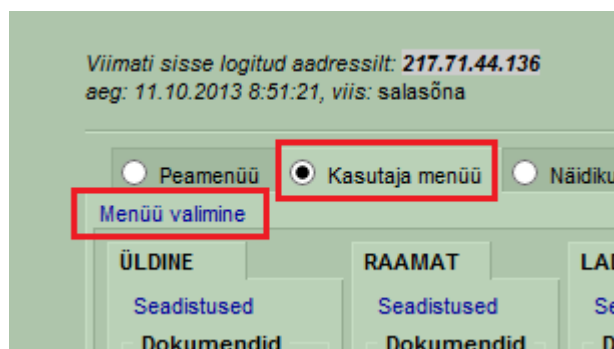 Viimati sisse logitud aadressilt: 217.71.44.136
aeg: 11.10.2013 8:51:21, viis: salasõna
Peamenüü Kasutaja menüü
Menüü valimine
ÜLDINE RAAMAT
Seadistused Seadistused
Dokumendid Dokumendid